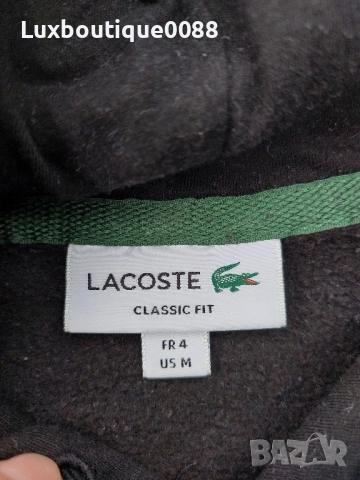 Luxboutique0088
LACOSTE
CLASSIC FIT
FR 4
US M
BAZAR